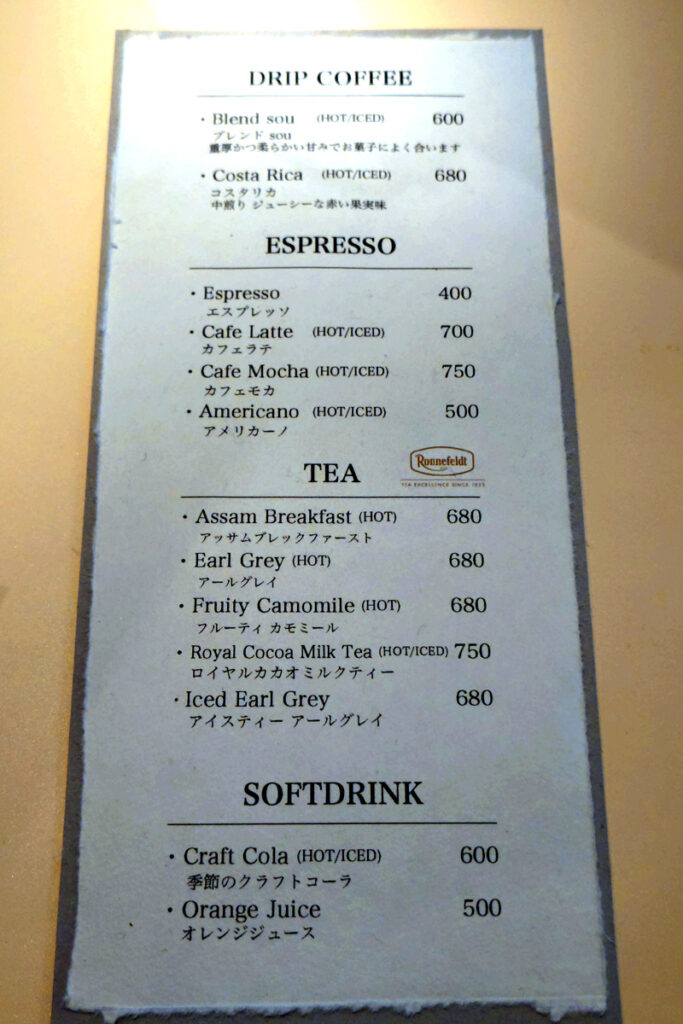 DRIP COFFEE
・Blend sou (HOT/ICED) 600
ブレンド sou
重厚かつ柔らかい甘みでお菓子によく合います
・Costa Rica (HOT/ICED) 680
コスタリカ
中煎り ジューシーな赤い果実味
ESPRESSO
・Espresso 400
エスプレッソ
・Cafe Latte (HOT/ICED) 700
カフェラテ
・Cafe Mocha (HOT/ICED) 750
カフェモカ
・Americano (HOT/ICED) 500
アメリカーノ
TEA
Ronnefeldt
TEA EXCELLENCE SINCE 1823
・Assam Breakfast (HOT) 680
アッサムブレックファースト
・Earl Grey (HOT) 680
アールグレイ
・Fruity Camomile (HOT) 680
フルーティ カモミール
・Royal Cocoa Milk Tea (HOT/ICED) 750
ロイヤルカカオミルクティー
・Iced Earl Grey 680
アイスティー アールグレイ
SOFTDRINK
・Craft Cola (HOT/ICED) 600
季節のクラフトコーラ
・Orange Juice 500
オレンジジュース